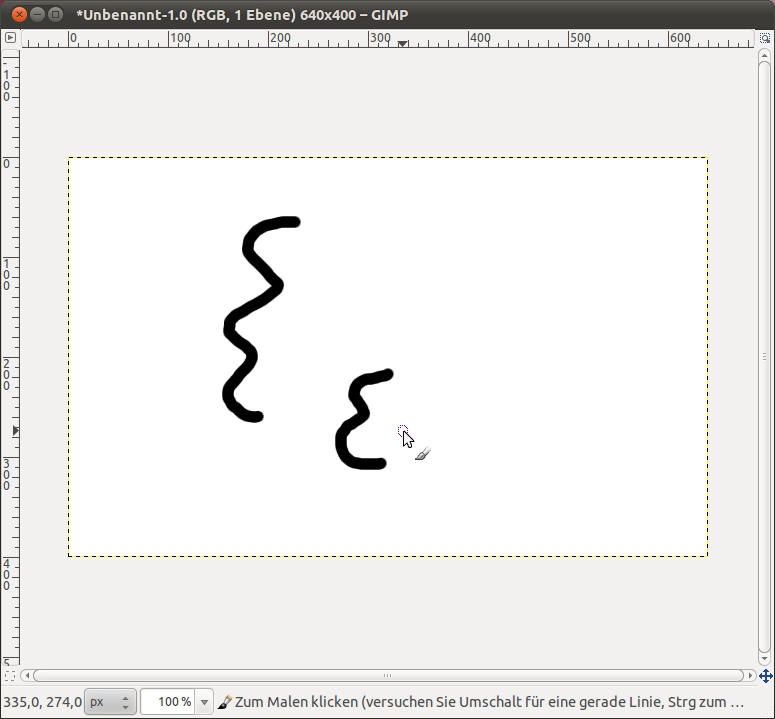 *Unbenannt-1.0 (RGB, 1 Ebene) 640x400 – GIMP
0 100 200 300 400 500 600
-100
0
100
200
300
400
5
335,0, 274,0 px 100 % Zum Malen klicken (versuchen Sie Umschalt für eine gerade Linie, Strg zum …